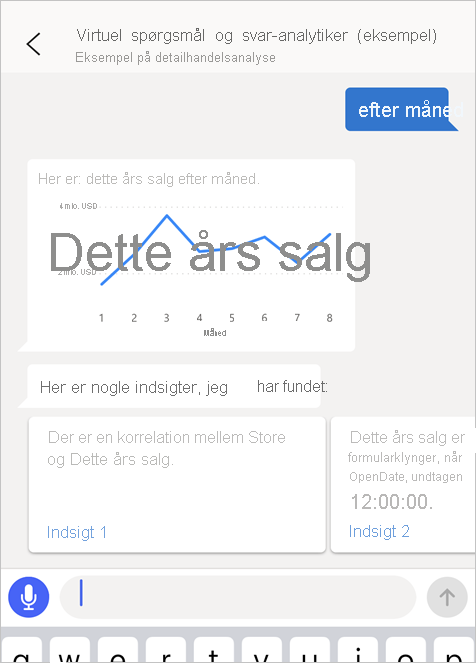 Virtuel spørgsmål og svar-analytiker (eksempel)
Eksempel på detailhandelsanalyse
efter måned
Her er: dette års salg efter måned.
4 mio. USD
Dette års salg
2 mio. USD
1 2 3 4 5 6 7 8
Måned
Her er nogle indsigter, jeg har fundet:
Der er en korrelation mellem Store
og Dette års salg.
Indsigt 1
Dette års salg er
formularklynger, når
OpenDate, undtagen
12:00:00.
Indsigt 2
q w e r t y u i o p